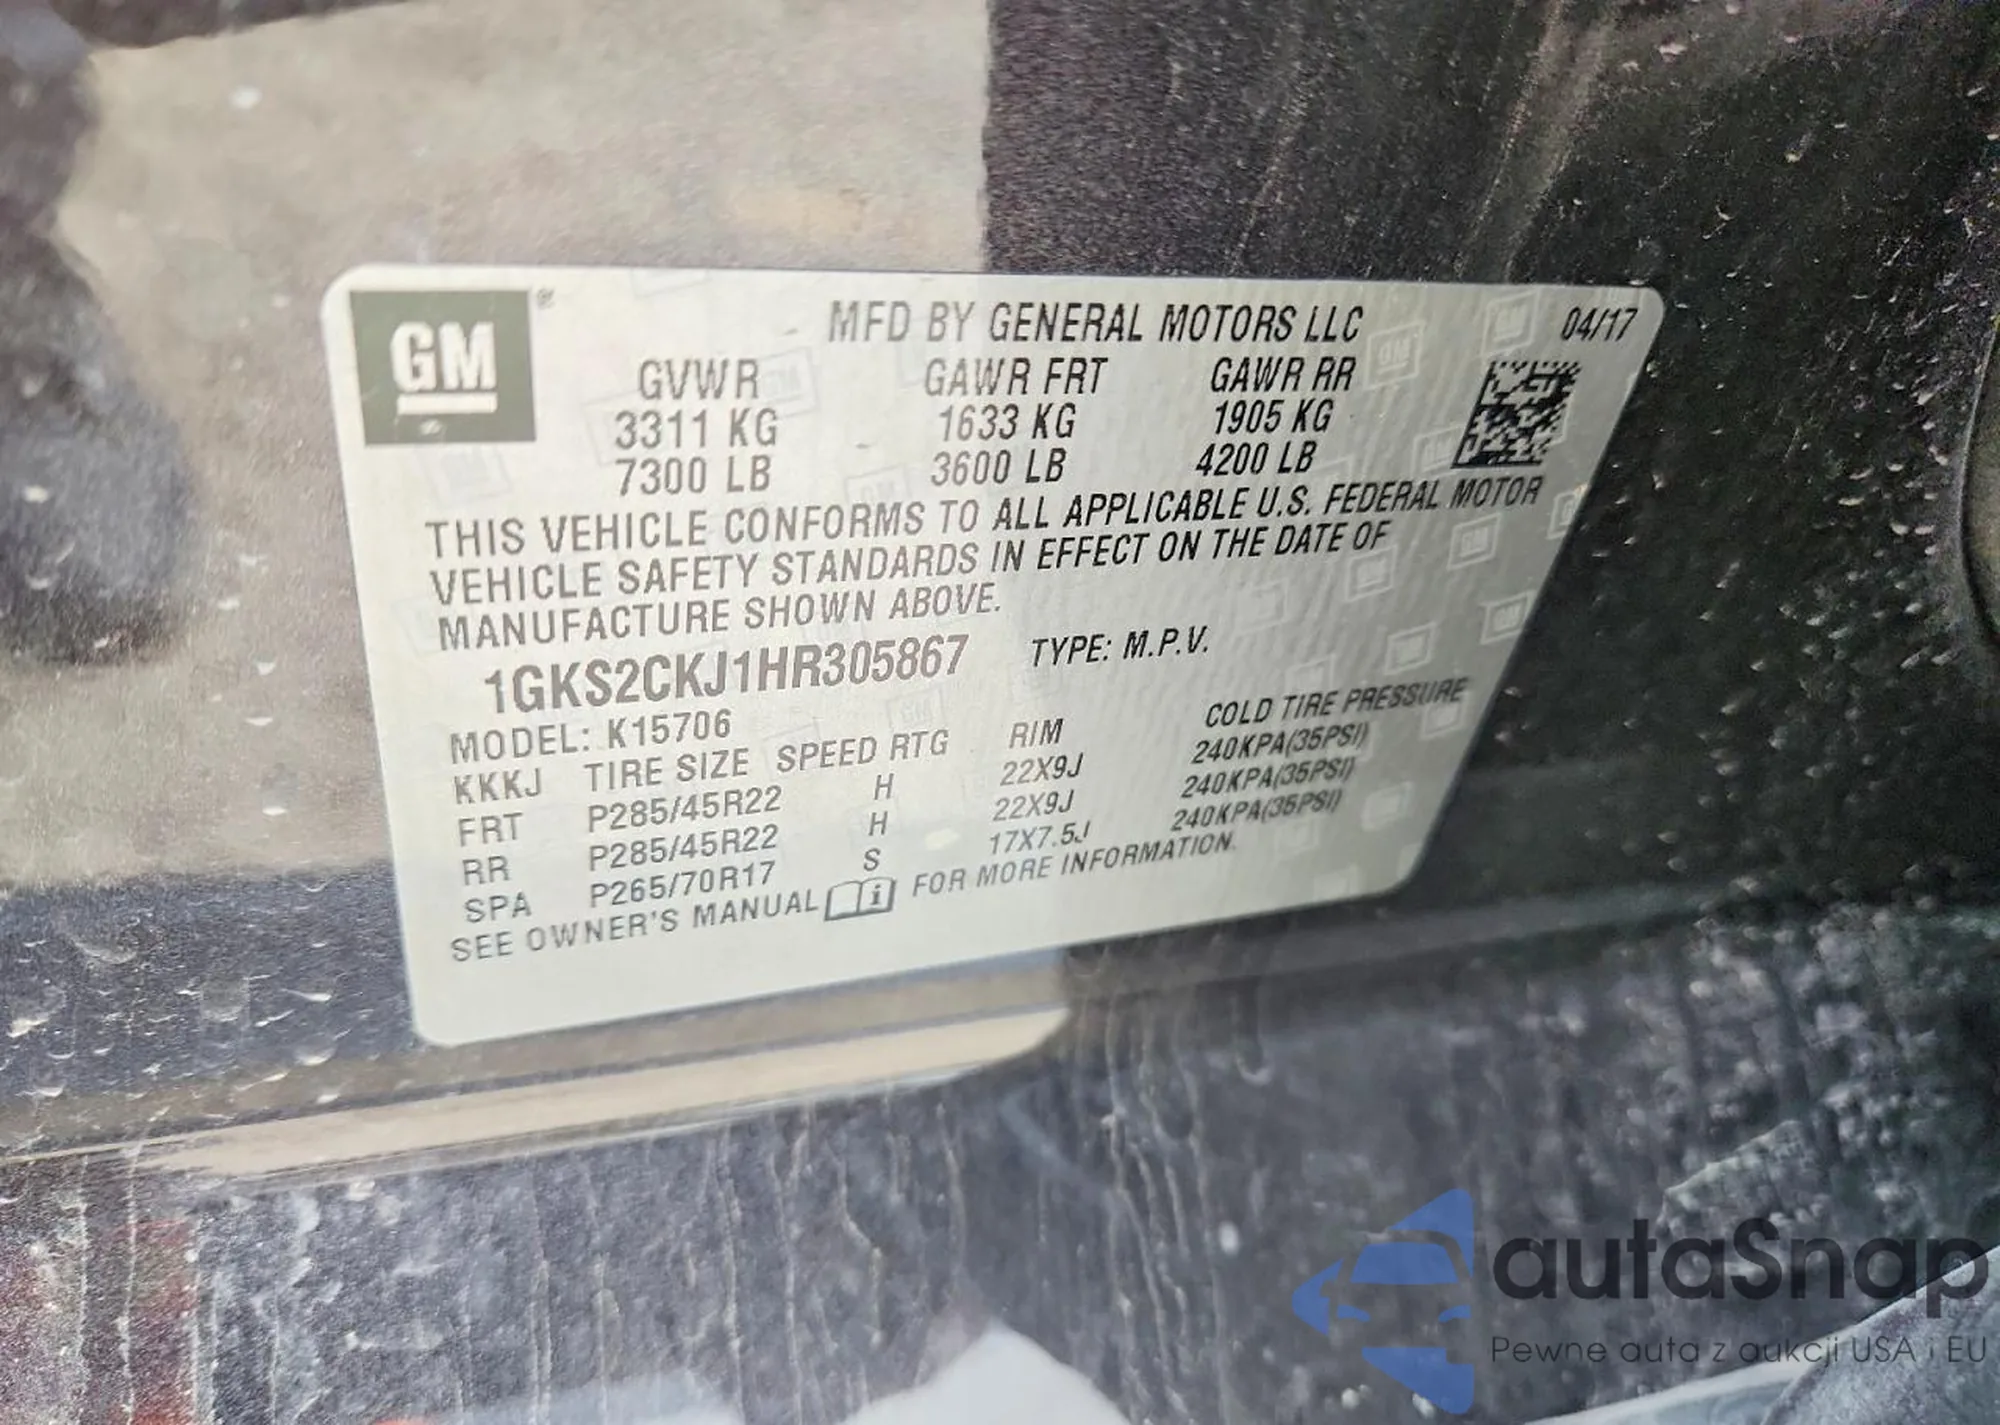 GM ®
MFD BY GENERAL MOTORS LLC 04/17
GVWR GAWR FRT GAWR RR
3311 KG 1633 KG 1905 KG
7300 LB 3600 LB 4200 LB
THIS VEHICLE CONFORMS TO ALL APPLICABLE U.S. FEDERAL MOTOR
VEHICLE SAFETY STANDARDS IN EFFECT ON THE DATE OF
MANUFACTURE SHOWN ABOVE.
1GKS2CKJ1HR305867 TYPE: M.P.V.
MODEL: K15706
KKKJ TIRE SIZE SPEED RTG RIM COLD TIRE PRESSURE
FRT P285/45R22 H 22X9J 240KPA(35PSI)
RR P285/45R22 H 22X9J 240KPA(35PSI)
SPA P265/70R17 S 17X7.5J 240KPA(35PSI)
SEE OWNER'S MANUAL i FOR MORE INFORMATION.
autaSnap
Pewne auta z aukcji USA i EU